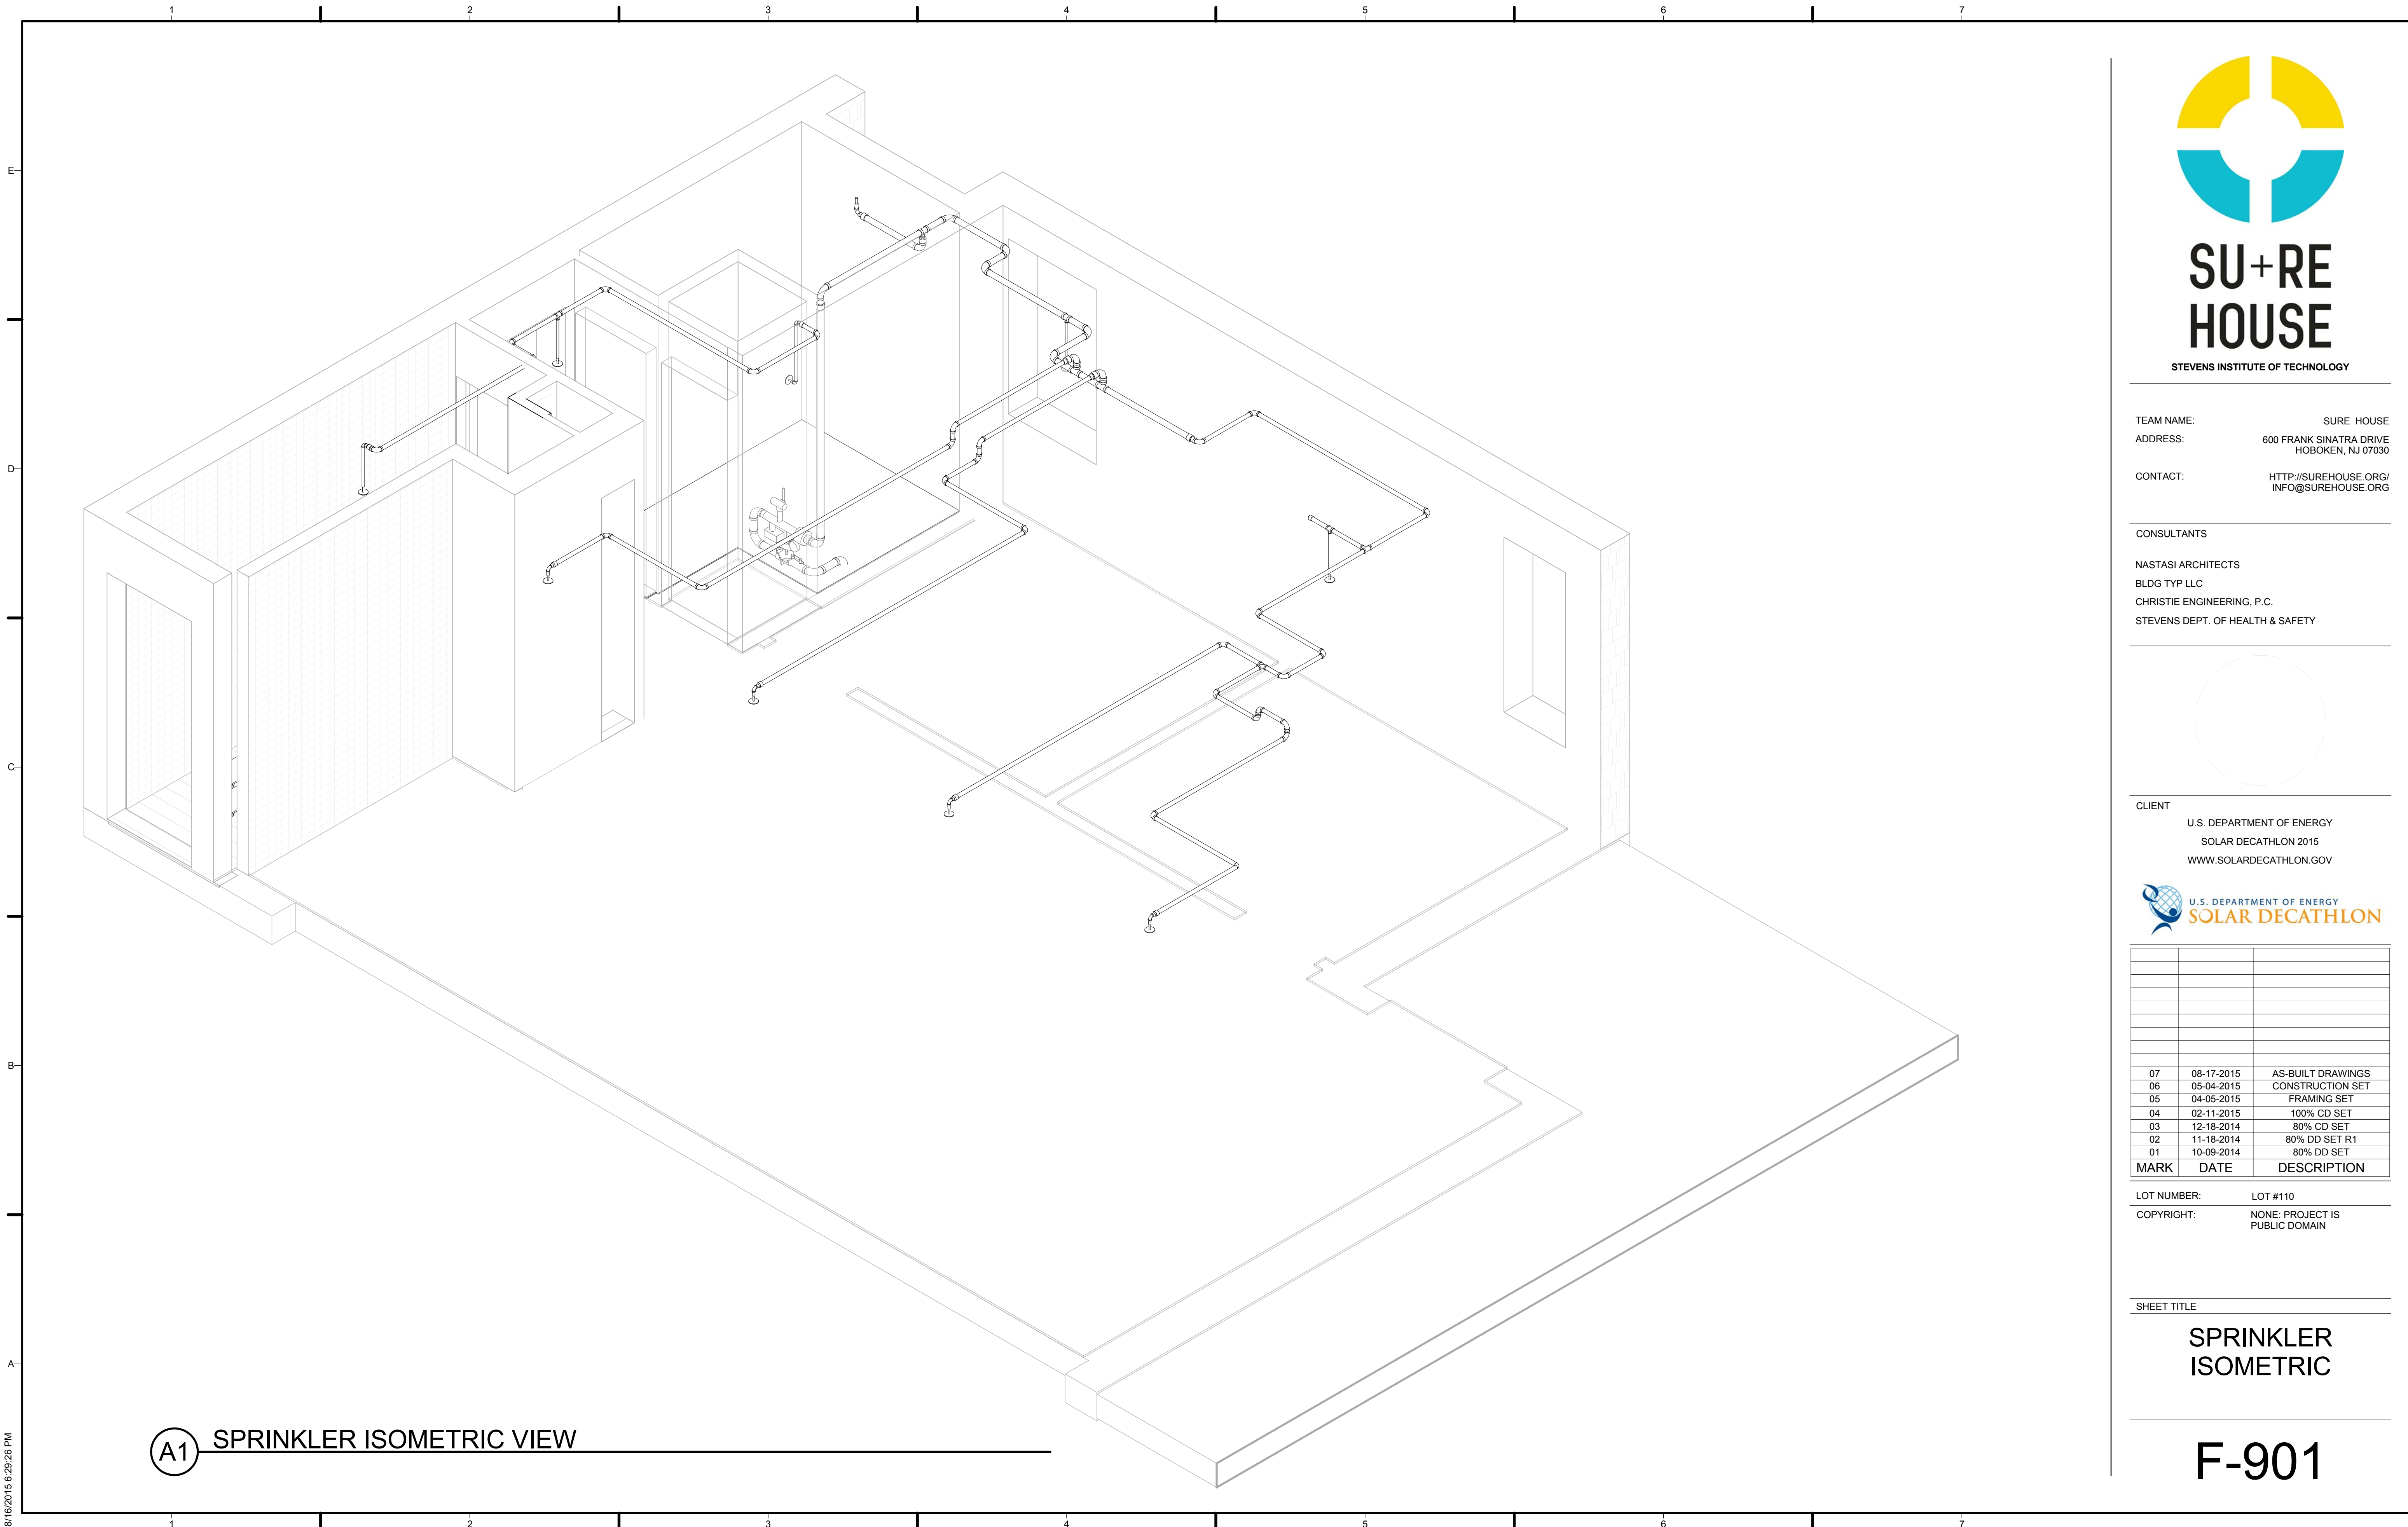 1 2 3 4 5 6 7
E
D
C
B
A
SU+RE
HOUSE
STEVENS INSTITUTE OF TECHNOLOGY
TEAM NAME: SURE HOUSE
ADDRESS: 600 FRANK SINATRA DRIVE
HOBOKEN, NJ 07030
CONTACT: HTTP://SUREHOUSE.ORG/
INFO@SUREHOUSE.ORG
CONSULTANTS
NASTASI ARCHITECTS
BLDG TYP LLC
CHRISTIE ENGINEERING, P.C.
STEVENS DEPT. OF HEALTH & SAFETY
CLIENT
U.S. DEPARTMENT OF ENERGY
SOLAR DECATHLON 2015
WWW.SOLARDECATHLON.GOV
U.S. DEPARTMENT OF ENERGY
SOLAR DECATHLON
07 08-17-2015 AS-BUILT DRAWINGS
06 05-04-2015 CONSTRUCTION SET
05 04-05-2015 FRAMING SET
04 02-11-2015 100% CD SET
03 12-18-2014 80% CD SET
02 11-18-2014 80% DD SET R1
01 10-09-2014 80% DD SET
MARK DATE DESCRIPTION
LOT NUMBER: LOT #110
COPYRIGHT: NONE: PROJECT IS
PUBLIC DOMAIN
SHEET TITLE
SPRINKLER
ISOMETRIC
F-901
A1 SPRINKLER ISOMETRIC VIEW
8/16/2015 6:29:26 PM
1 2 3 4 5 6 7